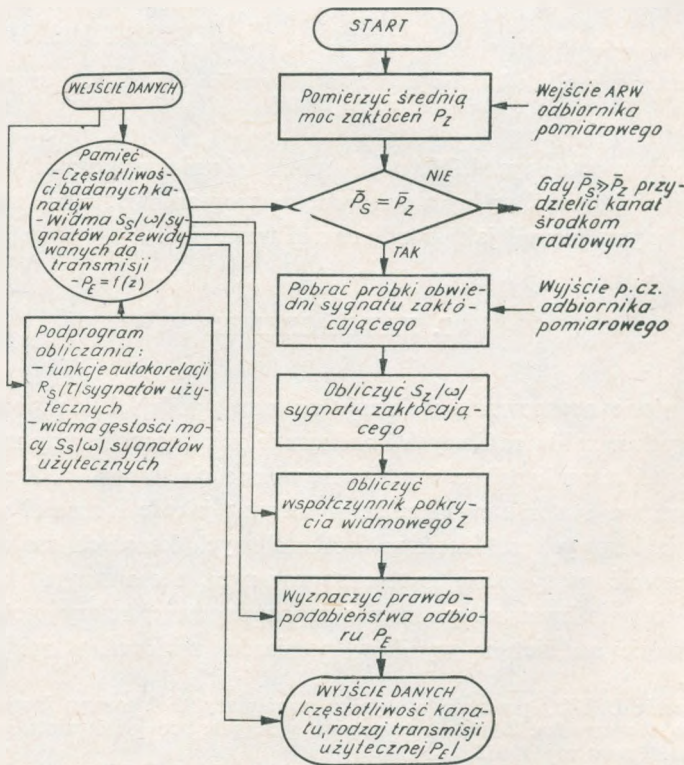 START
Pomierzyć średnią
moc zakłóceń P_Z
Wejście ARW
odbiornika
pomiarowego
WEJŚCIE DANYCH
Pamięć
-Częstotliwoś-
ci badanych ka-
nałów
-Widma S_S/ω/sy-
gnałów przewidy-
wanych do
transmisji
-P_E = f(z)
P̄_S = P̄_Z
NIE
TAK
Gdy P̄_S ≫ P̄_Z przy-
dzielić kanał
środkom
radiowym
Pobrać próbki obwie-
dni sygnału zakłó-
cającego
Wyjście p.cz.
odbiornika
pomiarowego
Podprogram
obliczania:
-funkcje autokorelacji
R_S/τ/sygnałów uży-
tecznych
-widma gęstości mo-
cy S_S/ω/ sygnałów
użytecznych
Obliczyć S_Z/ω/
sygnału zakłócają-
cego
Obliczyć
współczynnik pokry-
cia widmowego Z
Wyznaczyć prawdo-
podobieństwa odbio-
ru P_E
WYJŚCIE DANYCH
/częstotliwość kana-
łu, rodzaj transmisji
użytecznej P_E/